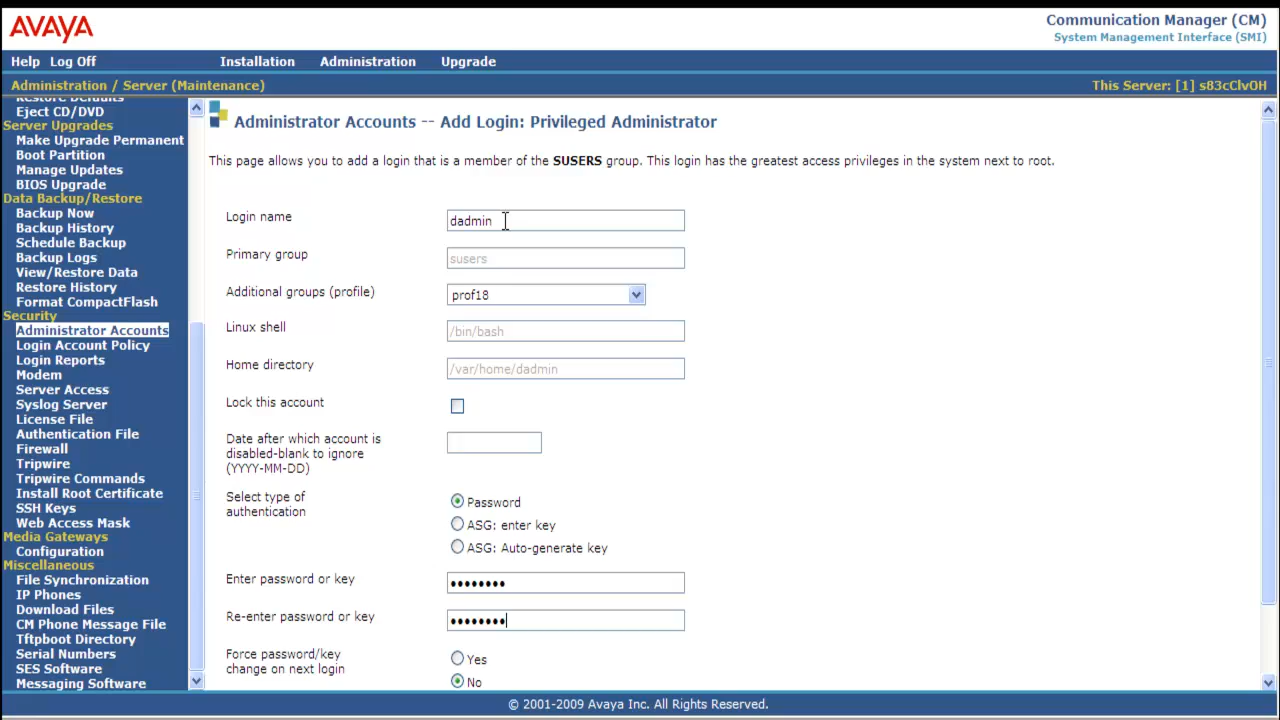 AVAYA
Communication Manager (CM)
System Management Interface (SMI)
Help Log Off Installation Administration Upgrade
Administration / Server (Maintenance) This Server: [1] s83cClvOH
Restore Defaults
Eject CD/DVD
Server Upgrades
Make Upgrade Permanent
Boot Partition
Manage Updates
BIOS Upgrade
Data Backup/Restore
Backup Now
Backup History
Schedule Backup
Backup Logs
View/Restore Data
Restore History
Format CompactFlash
Security
Administrator Accounts
Login Account Policy
Login Reports
Modem
Server Access
Syslog Server
License File
Authentication File
Firewall
Tripwire
Tripwire Commands
Install Root Certificate
SSH Keys
Web Access Mask
Media Gateways
Configuration
Miscellaneous
File Synchronization
IP Phones
Download Files
CM Phone Message File
Tftpboot Directory
Serial Numbers
SES Software
Messaging Software
Administrator Accounts -- Add Login: Privileged Administrator
This page allows you to add a login that is a member of the SUSERS group. This login has the greatest access privileges in the system next to root.
Login name dadmin
Primary group susers
Additional groups (profile) prof18
Linux shell /bin/bash
Home directory /var/home/dadmin
Lock this account
Date after which account is
disabled-blank to ignore
(YYYY-MM-DD)
Select type of
authentication
Password
ASG: enter key
ASG: Auto-generate key
Enter password or key ••••••••
Re-enter password or key ••••••••
Force password/key
change on next login
Yes
No
© 2001-2009 Avaya Inc. All Rights Reserved.